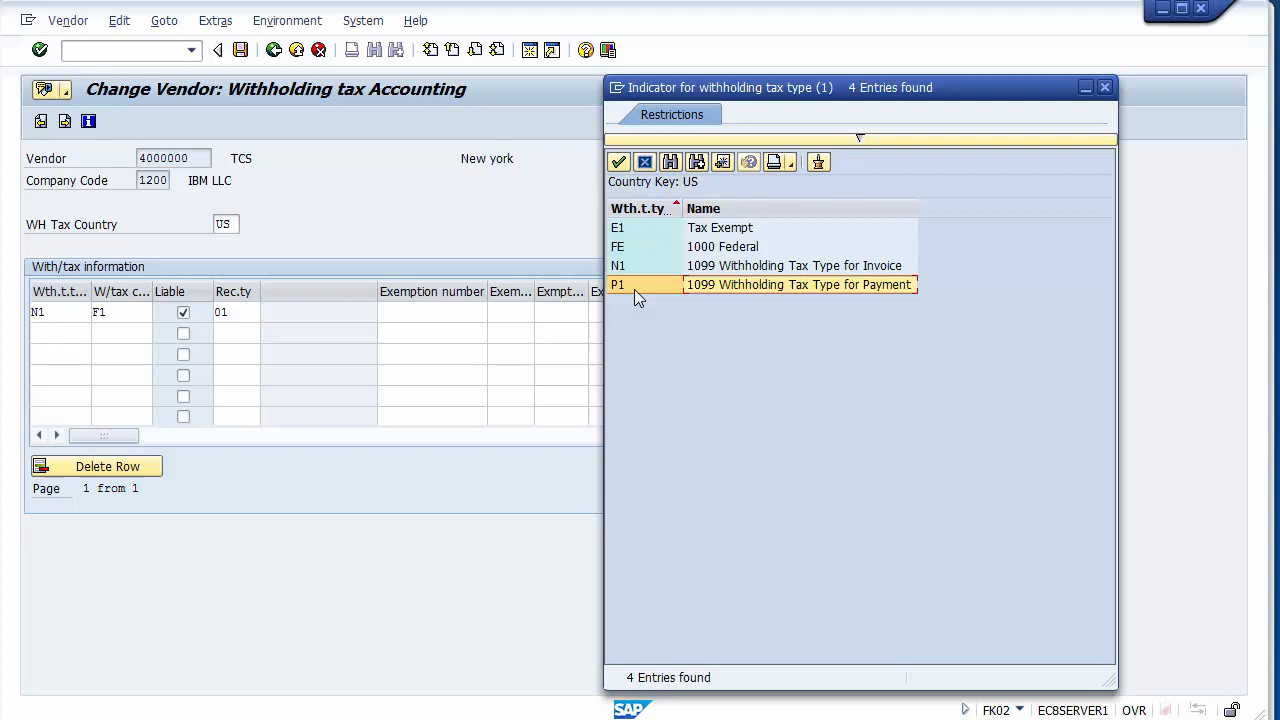 Vendor Edit Goto Extras Environment System Help
Change Vendor: Withholding tax Accounting
Vendor 4000000 TCS New york
Company Code 1200 IBM LLC
WH Tax Country US
With/tax information
Wth.t.t... W/tax c... Liable Rec.ty Exemption number Exem... Exmpt... Ex
N1 F1 01
Delete Row
Page 1 from 1
Indicator for withholding tax type (1) 4 Entries found
Restrictions
Country Key: US
Wth.t.ty... Name
E1 Tax Exempt
FE 1000 Federal
N1 1099 Withholding Tax Type for Invoice
P1 1099 Withholding Tax Type for Payment
4 Entries found
SAP FK02 ECGSERVER1 OVR